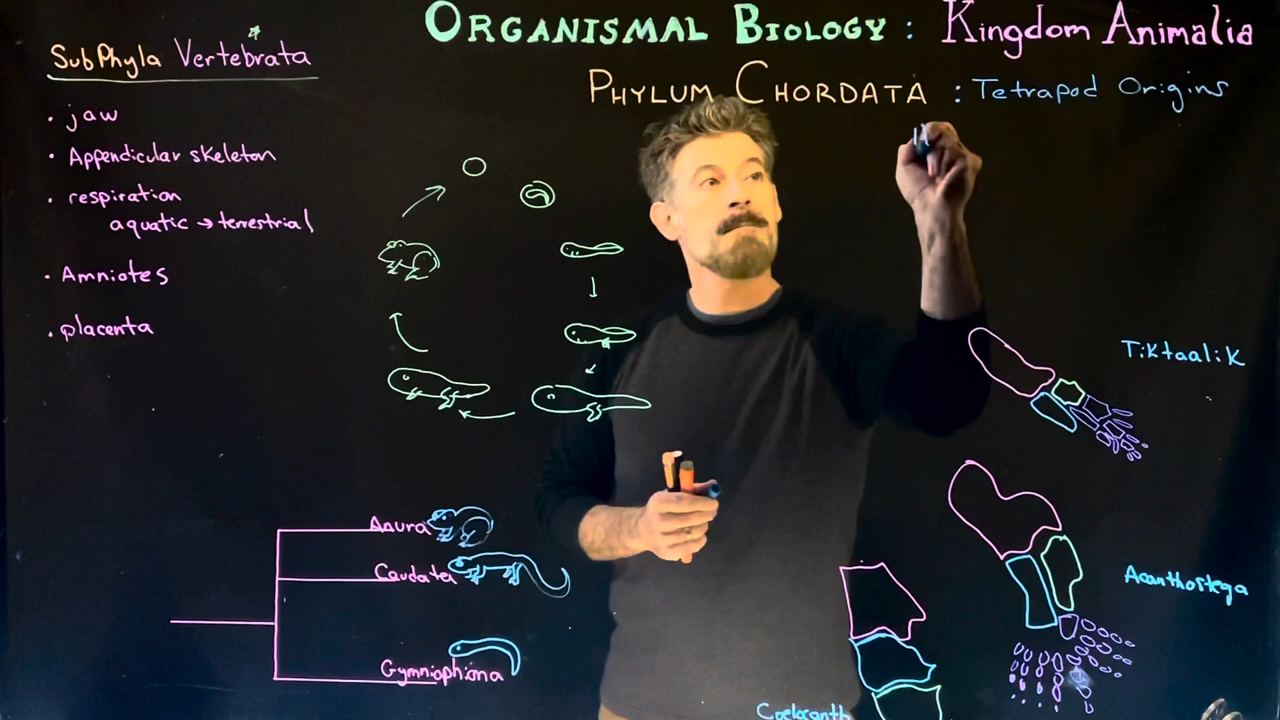 ORGANISMAL BIOLOGY : Kingdom Animalia
PHYLUM CHORDATA : Tetrapod Origins
SubPhyla Vertebrata
• jaw
• Appendicular skeleton
• respiration
aquatic → terrestrial
• Amniotes
• placenta
Anura
Caudata
Gymniophiona
Tiktaalik
Acanthostega
Coelacanth